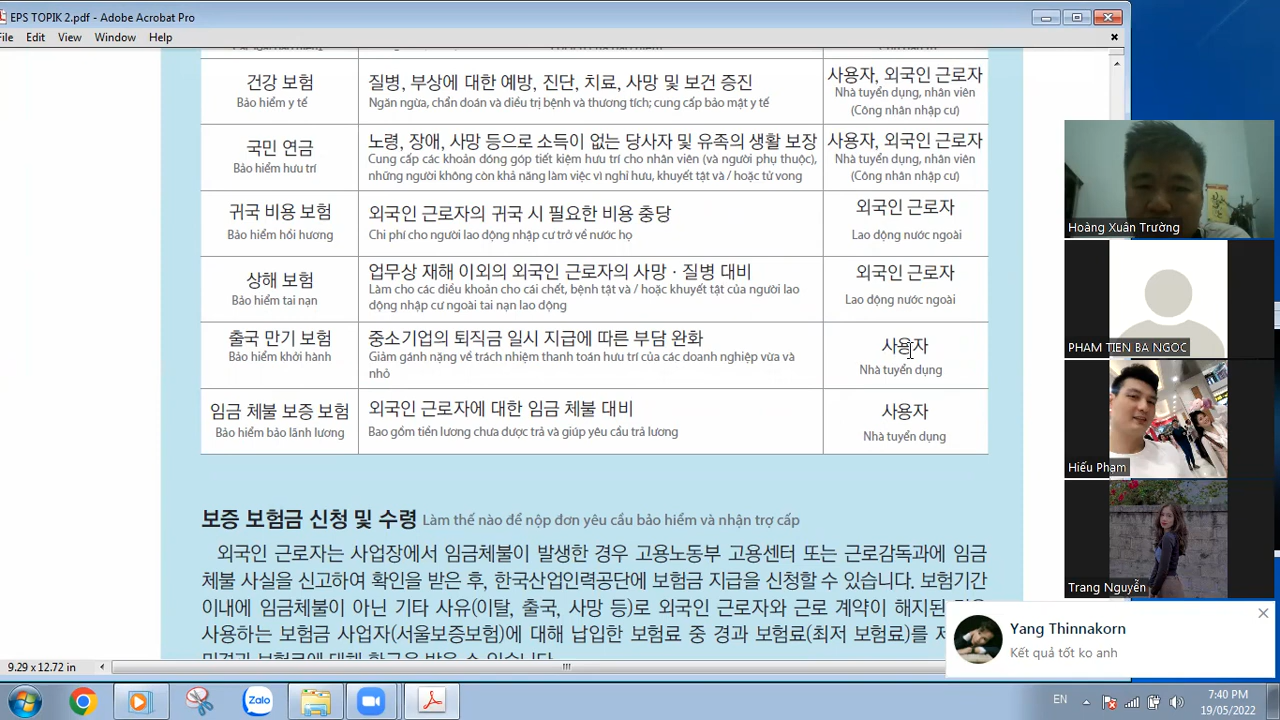 EPS TOPIK 2.pdf - Adobe Acrobat Pro
File Edit View Window Help
건강 보험
Bảo hiểm y tế
질병, 부상에 대한 예방, 진단, 치료, 사망 및 보건 증진
Ngăn ngừa, chẩn đoán và điều trị bệnh và thương tích; cung cấp bảo mật y tế
사용자, 외국인 근로자
Nhà tuyển dụng, nhân viên
(Công nhân nhập cư)
국민 연금
Bảo hiểm hưu trí
노령, 장애, 사망 등으로 소득이 없는 당사자 및 유족의 생활 보장
Cung cấp các khoản đóng góp tiết kiệm hưu trí cho nhân viên (và người phụ thuộc),
những người không còn khả năng làm việc vì nghỉ hưu, khuyết tật và / hoặc tử vong
사용자, 외국인 근로자
Nhà tuyển dụng, nhân viên
(Công nhân nhập cư)
귀국 비용 보험
Bảo hiểm hồi hương
외국인 근로자의 귀국 시 필요한 비용 충당
Chi phí cho người lao động nhập cư trở về nước họ
외국인 근로자
Lao động nước ngoài
상해 보험
Bảo hiểm tai nạn
업무상 재해 이외의 외국인 근로자의 사망 · 질병 대비
Làm cho các điều khoản cho cái chết, bệnh tật và / hoặc khuyết tật của người lao
động nhập cư ngoài tai nạn lao động
외국인 근로자
Lao động nước ngoài
출국 만기 보험
Bảo hiểm khởi hành
중소기업의 퇴직금 일시 지급에 따른 부담 완화
Giảm gánh nặng về trách nhiệm thanh toán hưu trí của các doanh nghiệp vừa và
nhỏ
사용자
Nhà tuyển dụng
임금 체불 보증 보험
Bảo hiểm bảo lãnh lương
외국인 근로자에 대한 임금 체불 대비
Bao gồm tiền lương chưa được trả và giúp yêu cầu trả lương
사용자
Nhà tuyển dụng
보증 보험금 신청 및 수령 Làm thế nào để nộp đơn yêu cầu bảo hiểm và nhận trợ cấp
외국인 근로자는 사업장에서 임금체불이 발생한 경우 고용노동부 고용센터 또는 근로감독과에 임금
체불 사실을 신고하여 확인을 받은 후, 한국산업인력공단에 보험금 지급을 신청할 수 있습니다. 보험기간
이내에 임금체불이 아닌 기타 사유(이탈, 출국, 사망 등)로 외국인 근로자와 근로 계약이 해지된
사용하는 보험금 사업자(서울보증보험)에 대해 납입한 보험료 중 경과 보험료(최저 보험료)를
9.29 x 12.72 in
Hoàng Xuân Trường
PHAM TIEN BA NGOC
Hiếu Phạm
Trang Nguyễn
Yang Thinnakorn
Kết quả tốt ko anh
Zalo
EN
7:40 PM
19/05/2022